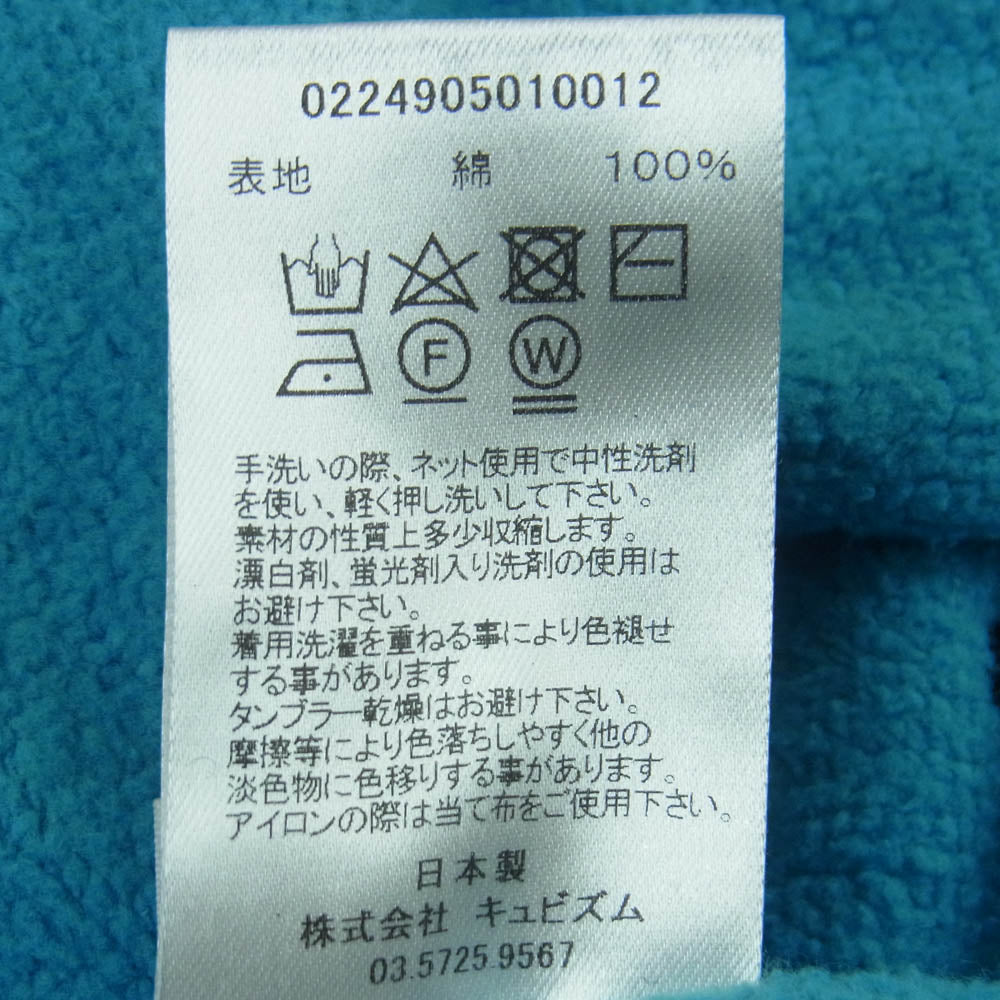 0224905010012
表地 綿 100%
F W
手洗いの際、ネット使用で中性洗剤
を使い、軽く押し洗いして下さい。
素材の性質上多少収縮します。
漂白剤、蛍光剤入り洗剤の使用は
お避け下さい。
着用洗濯を重ねる事により色褪せ
する事があります。
タンブラー乾燥はお避け下さい。
摩擦等により色落ちしやすく他の
淡色物に色移りする事があります。
アイロンの際は当て布をご使用下さい。
日本製
株式会社 キュビズム
03.5725.9567